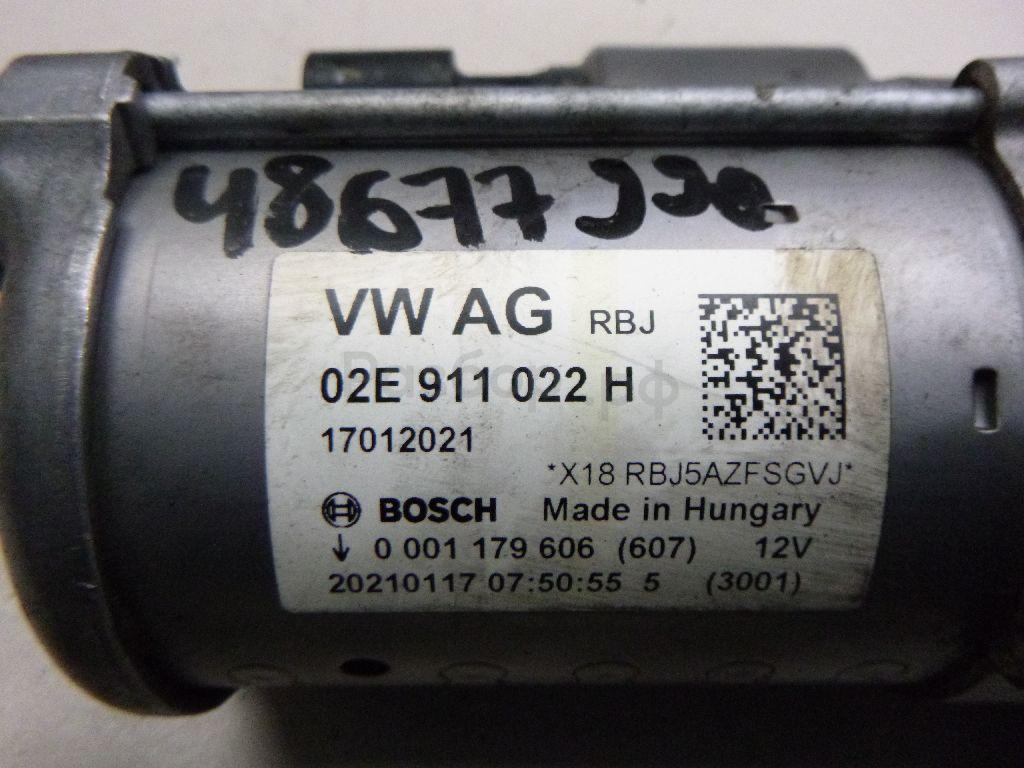 48677
VW AG RBJ
02E 911 022 H
17012021
*X18 RBJ5AZFSGVJ*
BOSCH Made in Hungary
↓ 0 001 179 606 (607) 12V
20210117 07:50:55 5 (3001)